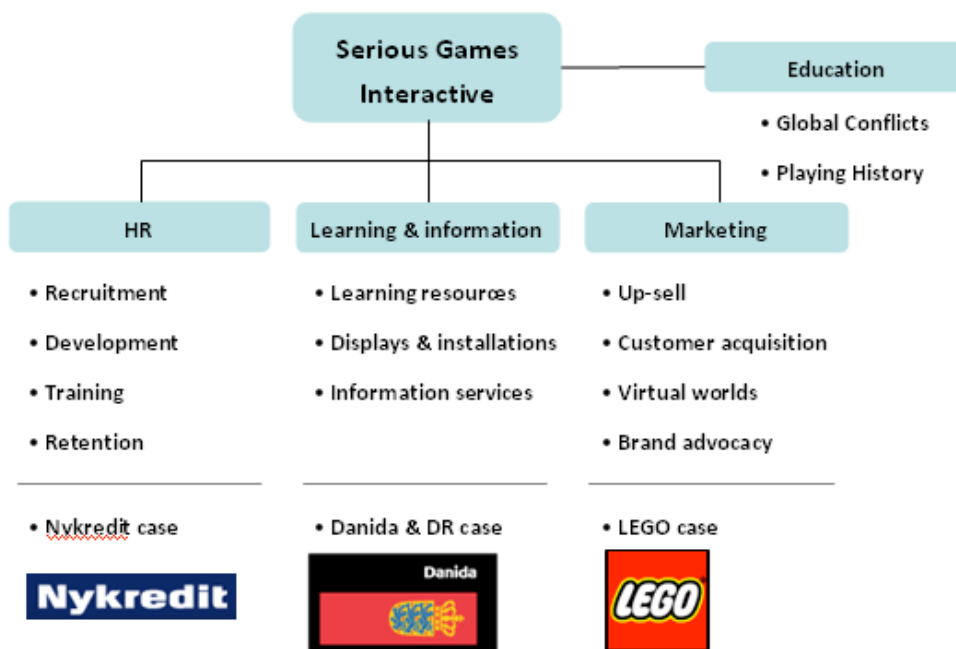 Serious Games
Interactive
Education
• Global Conflicts
• Playing History
HR
• Recruitment
• Development
• Training
• Retention
• Nykredit case
Nykredit
Learning & information
• Learning resources
• Displays & installations
• Information services
• Danida & DR case
Danida
Marketing
• Up-sell
• Customer acquisition
• Virtual worlds
• Brand advocacy
• LEGO case
LEGO